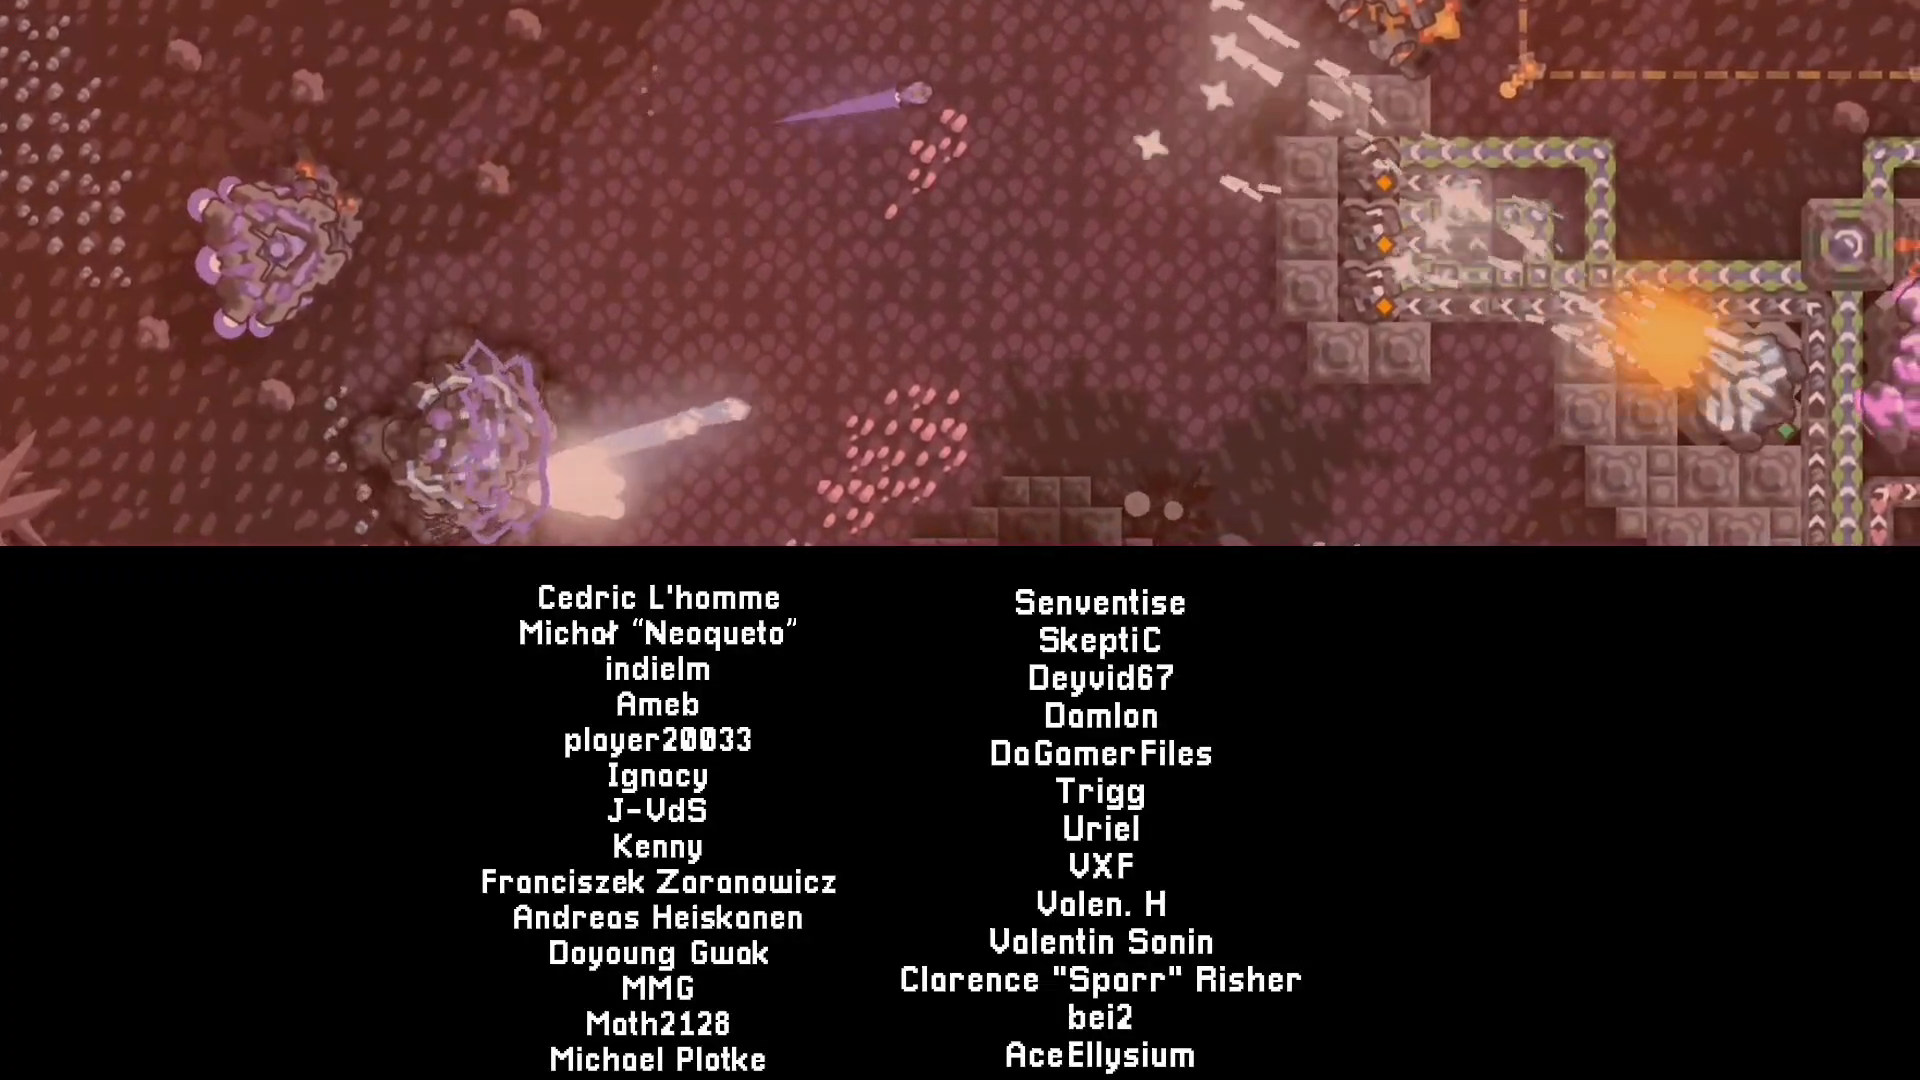 Cedric L'homme
Michał “Neoqueto”
indielm
Ameb
player20033
Ignacy
J-VdS
Kenny
Franciszek Zaranowicz
Andreas Heiskanen
Doyoung Gwak
MMG
Math2128
Michael Plotke
Senventise
SkeptiC
Deyvid67
Damlon
DaGamerFiles
Trigg
Uriel
VXF
Valen. H
Valentin Sonin
Clarence "Sparr" Risher
bei2
AceEllysium